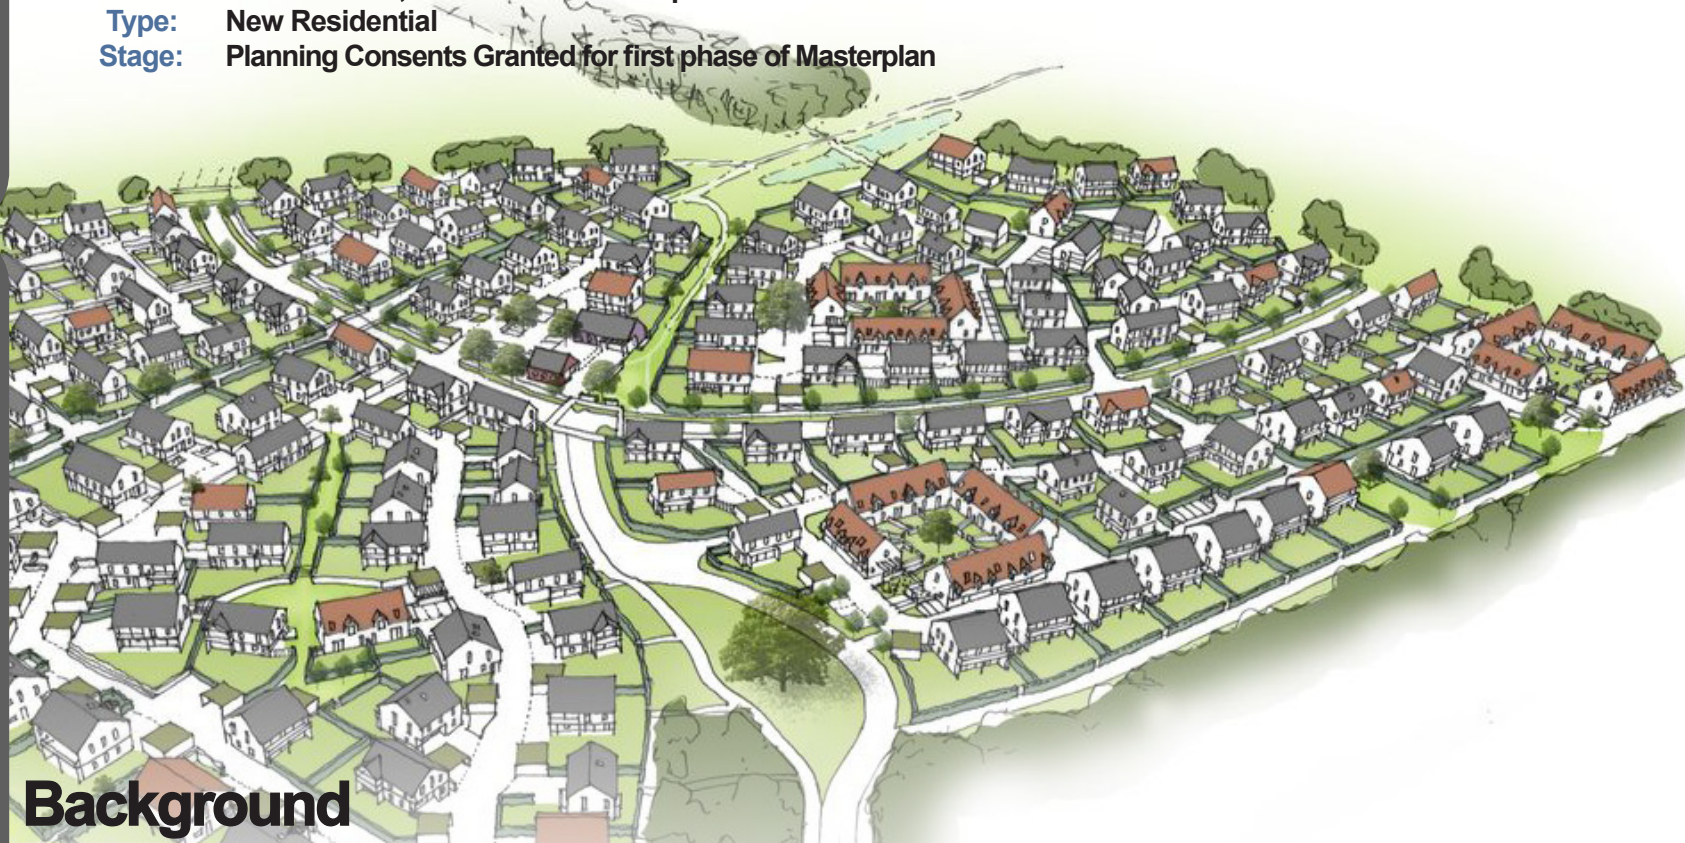 Type: New Residential
Stage: Planning Consents Granted for first phase of Masterplan
Background